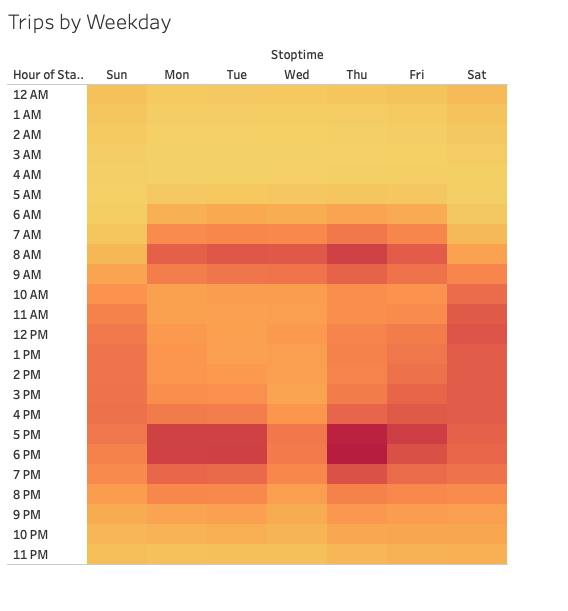 Trips by Weekday
Stoptime
Hour of Sta.. Sun Mon Tue Wed Thu Fri Sat
12 AM
1 AM
2 AM
3 AM
4 AM
5 AM
6 AM
7 AM
8 AM
9 AM
10 AM
11 AM
12 PM
1 PM
2 PM
3 PM
4 PM
5 PM
6 PM
7 PM
8 PM
9 PM
10 PM
11 PM